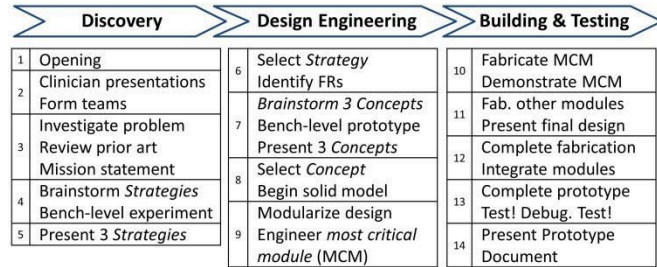 Discovery
1 Opening
2 Clinician presentations
Form teams
3 Investigate problem
Review prior art
Mission statement
4 Brainstorm Strategies
Bench-level experiment
5 Present 3 Strategies
Design Engineering
6 Select Strategy
Identify FRs
7 Brainstorm 3 Concepts
Bench-level prototype
Present 3 Concepts
8 Select Concept
Begin solid model
9 Modularize design
Engineer most critical
module (MCM)
Building & Testing
10 Fabricate MCM
Demonstrate MCM
11 Fab. other modules
Present final design
12 Complete fabrication
Integrate modules
13 Complete prototype
Test! Debug. Test!
14 Present Prototype
Document